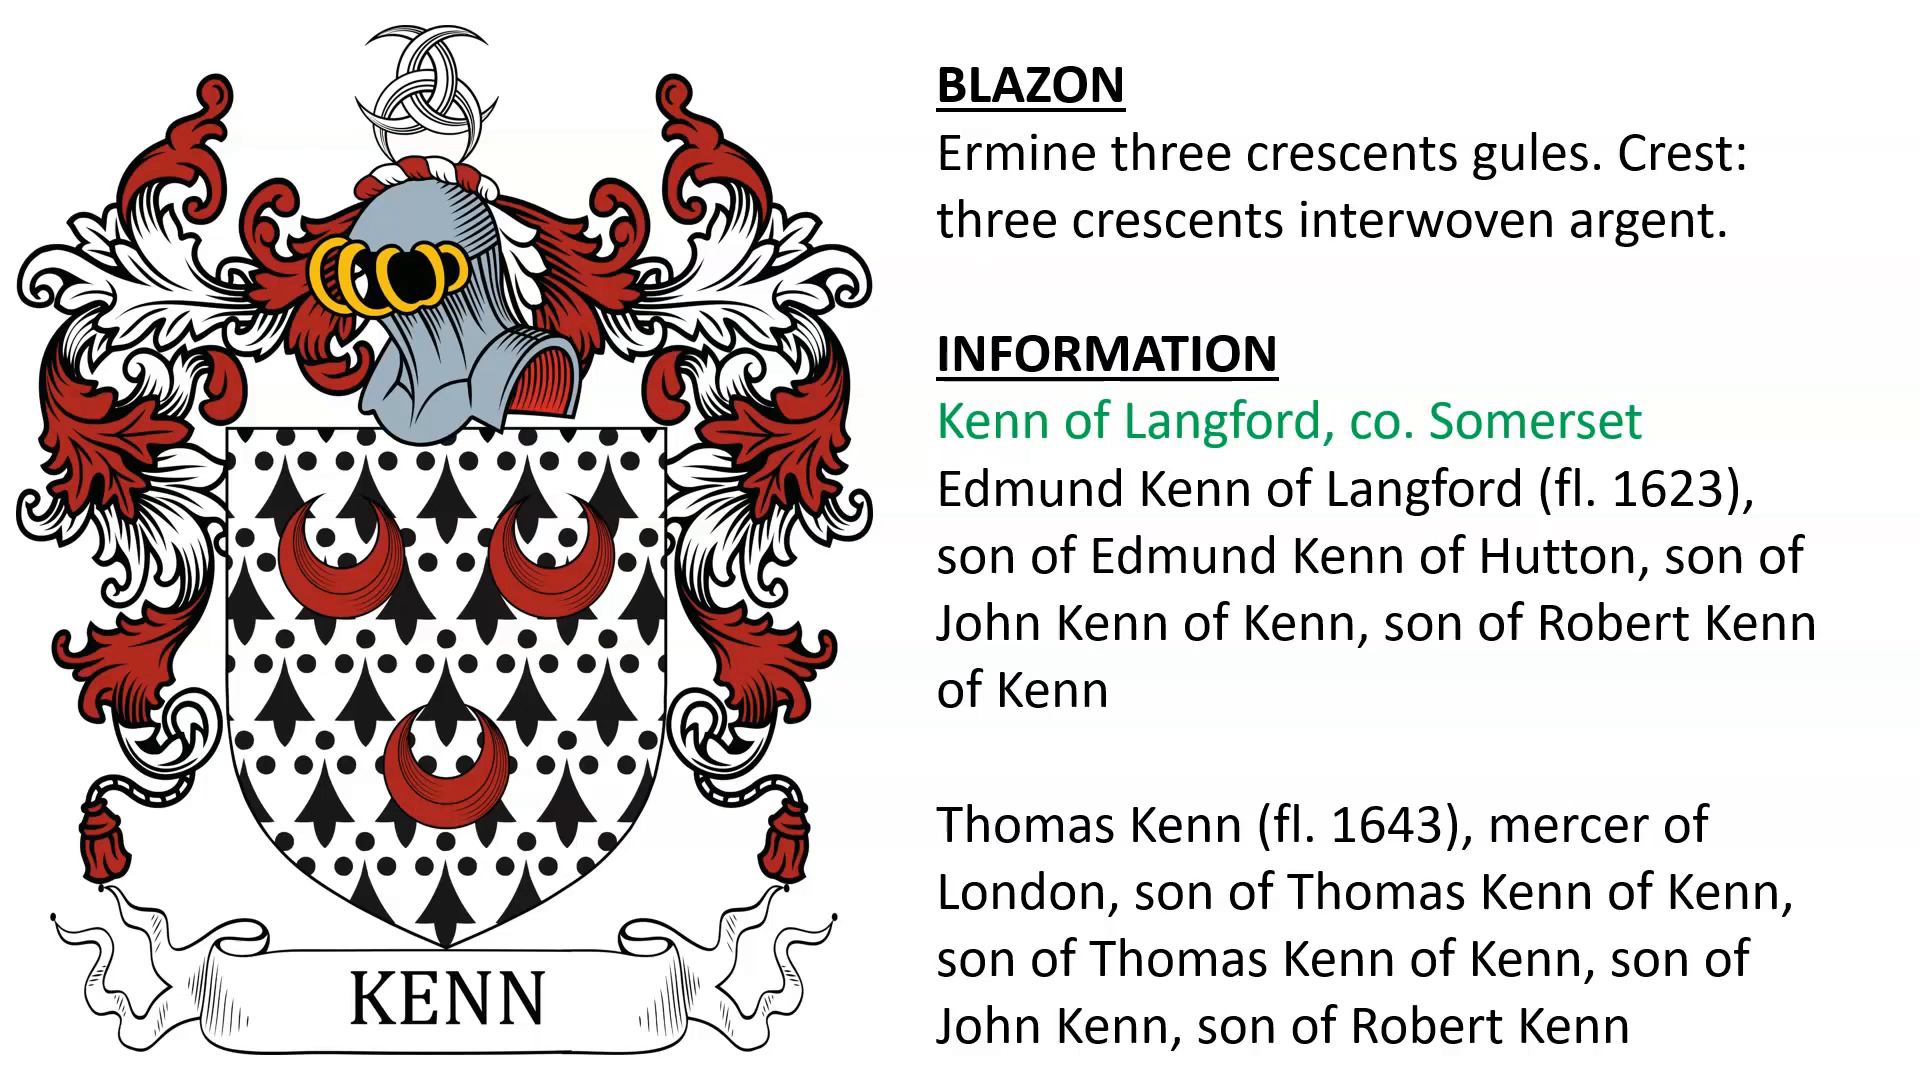 KENN
BLAZON
Ermine three crescents gules. Crest:
three crescents interwoven argent.
INFORMATION
Kenn of Langford, co. Somerset
Edmund Kenn of Langford (fl. 1623),
son of Edmund Kenn of Hutton, son of
John Kenn of Kenn, son of Robert Kenn
of Kenn
Thomas Kenn (fl. 1643), mercer of
London, son of Thomas Kenn of Kenn,
son of Thomas Kenn of Kenn, son of
John Kenn, son of Robert Kenn